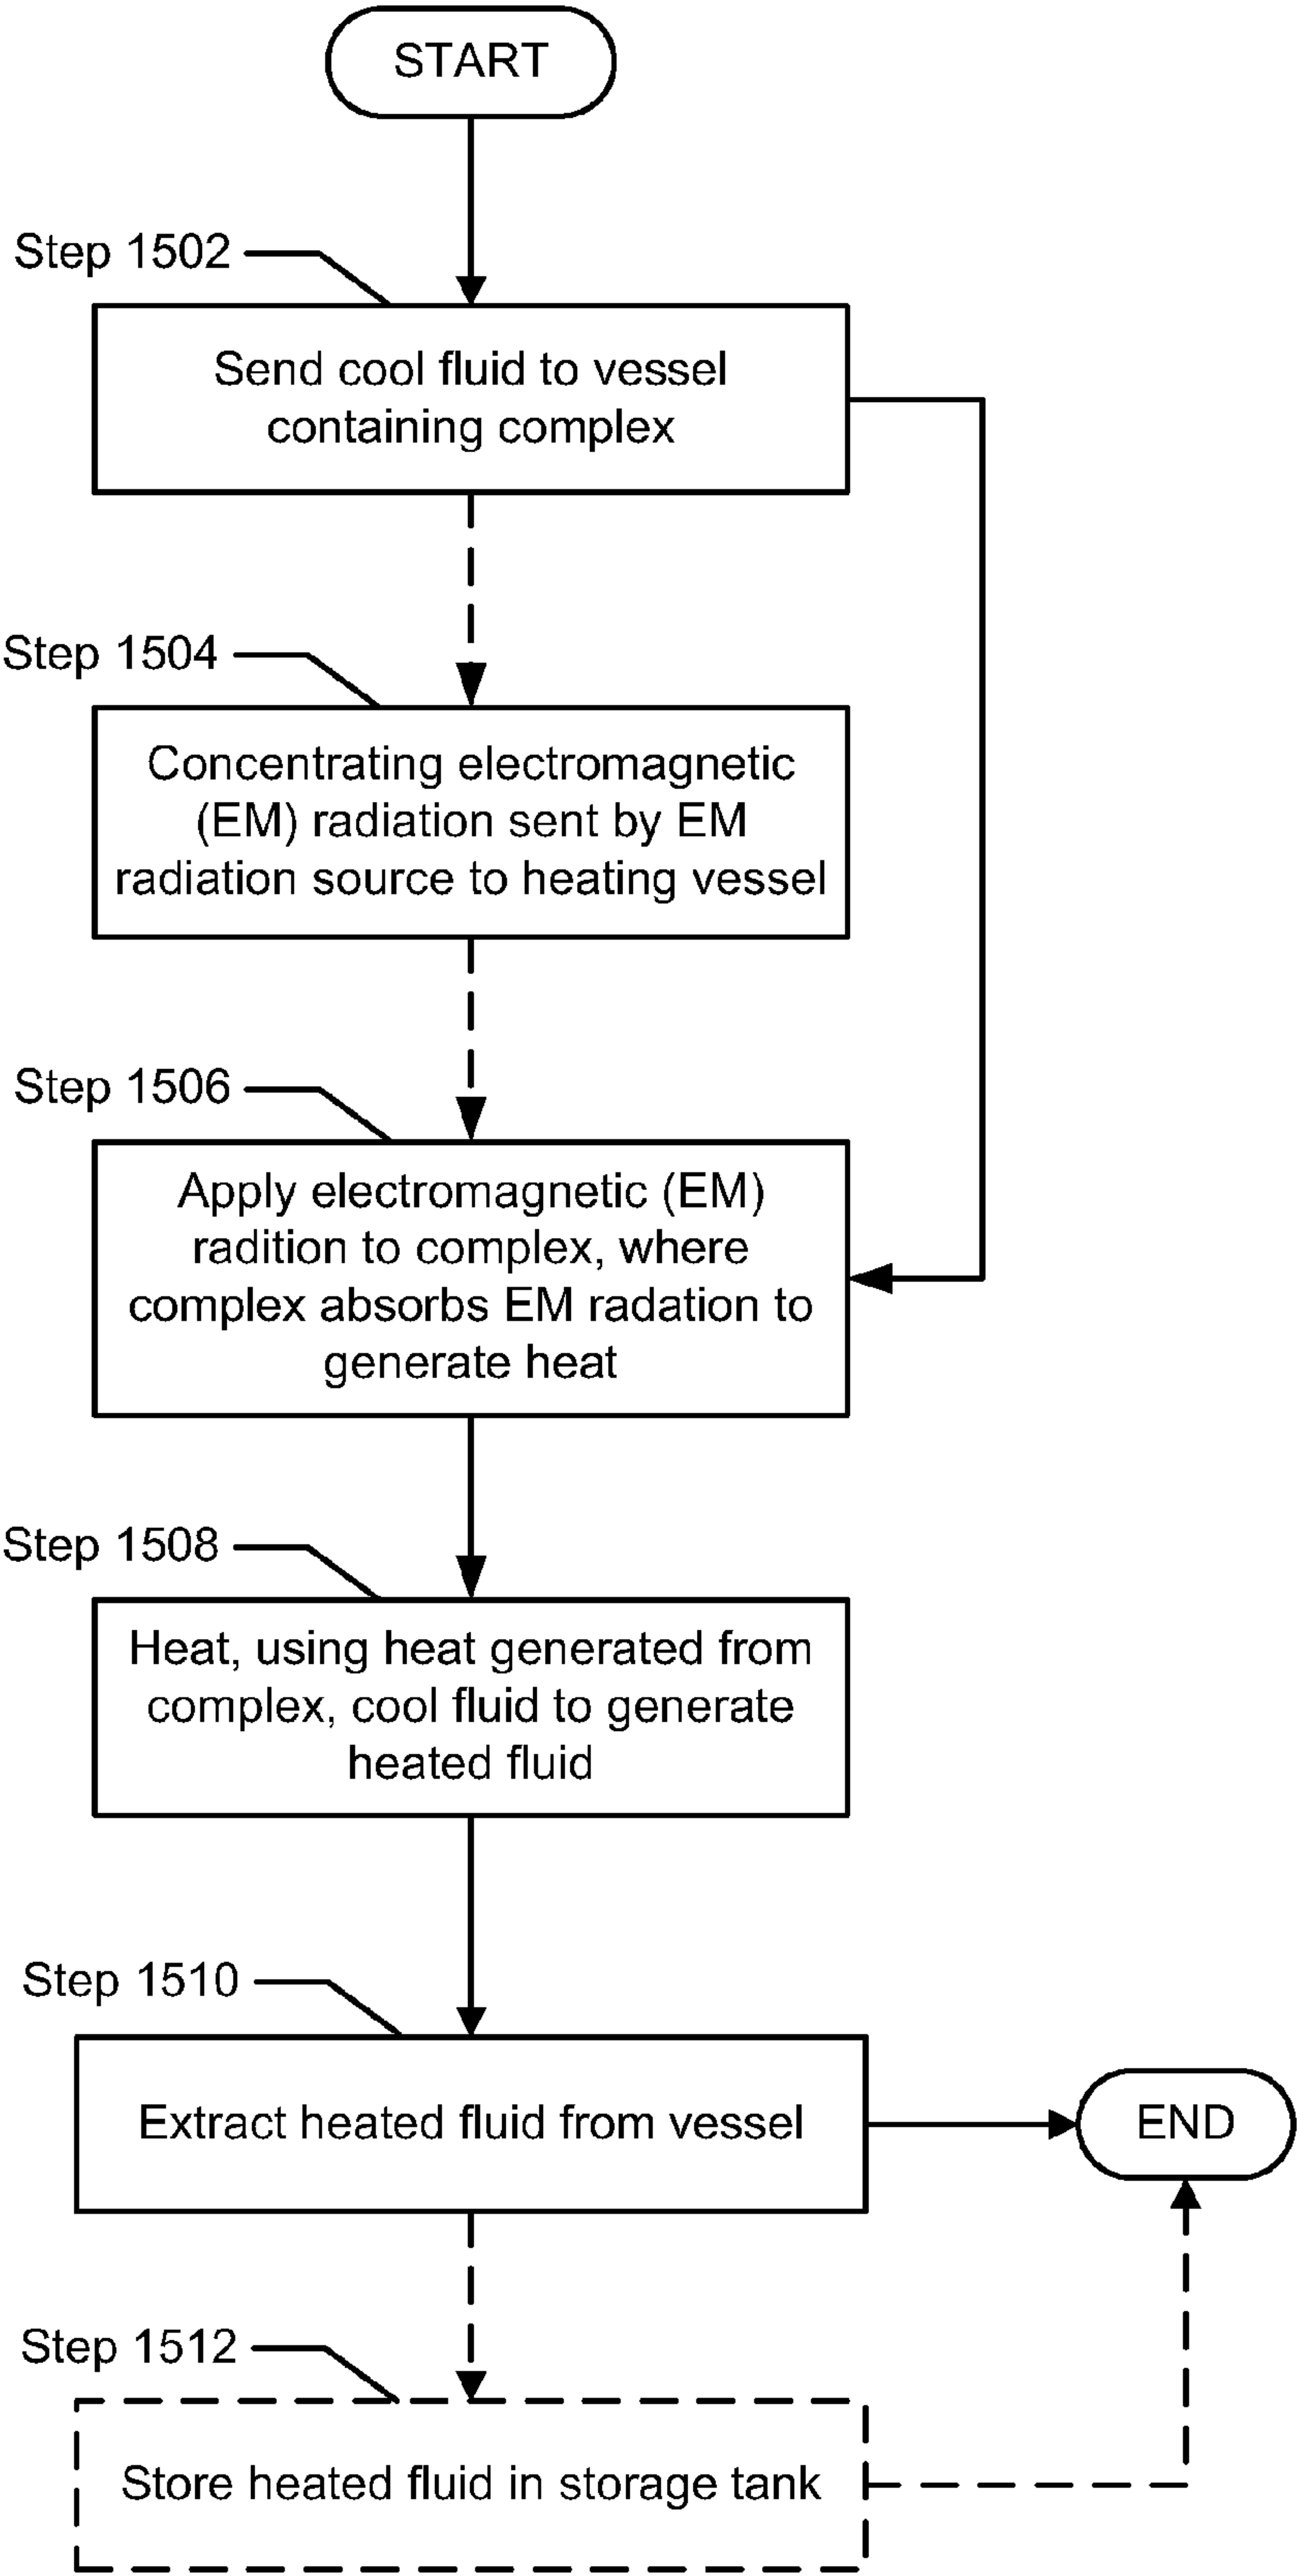 START
Step 1502
Send cool fluid to vessel
containing complex
Step 1504
Concentrating electromagnetic
(EM) radiation sent by EM
radiation source to heating vessel
Step 1506
Apply electromagnetic (EM)
radition to complex, where
complex absorbs EM radation to
generate heat
Step 1508
Heat, using heat generated from
complex, cool fluid to generate
heated fluid
Step 1510
Extract heated fluid from vessel
END
Step 1512
Store heated fluid in storage tank